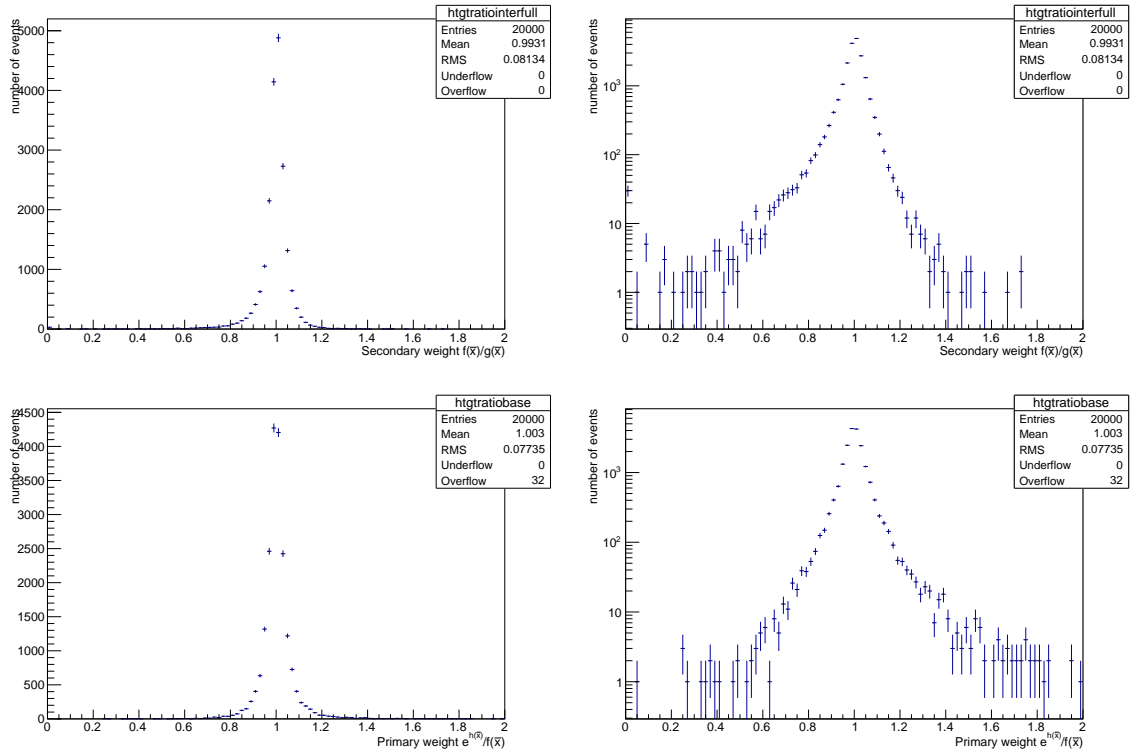 htgtratiointerfull
Entries 20000
Mean 0.9931
RMS 0.08134
Underflow 0
Overflow 0
number of events
5000
4000
3000
2000
1000
0
0 0.2 0.4 0.6 0.8 1 1.2 1.4 1.6 1.8 2
Secondary weight f(x̅)/g(x̅)
htgtratiointerfull
Entries 20000
Mean 0.9931
RMS 0.08134
Underflow 0
Overflow 0
number of events
10³
10²
10
1
0 0.2 0.4 0.6 0.8 1 1.2 1.4 1.6 1.8 2
Secondary weight f(x̅)/g(x̅)
htgtratiobase
Entries 20000
Mean 1.003
RMS 0.07735
Underflow 0
Overflow 32
number of events
4500
4000
3500
3000
2500
2000
1500
1000
500
0
0 0.2 0.4 0.6 0.8 1 1.2 1.4 1.6 1.8 2
Primary weight e^h(x̅)/f(x̅)
htgtratiobase
Entries 20000
Mean 1.003
RMS 0.07735
Underflow 0
Overflow 32
number of events
10³
10²
10
1
0 0.2 0.4 0.6 0.8 1 1.2 1.4 1.6 1.8 2
Primary weight e^h(x̅)/f(x̅)